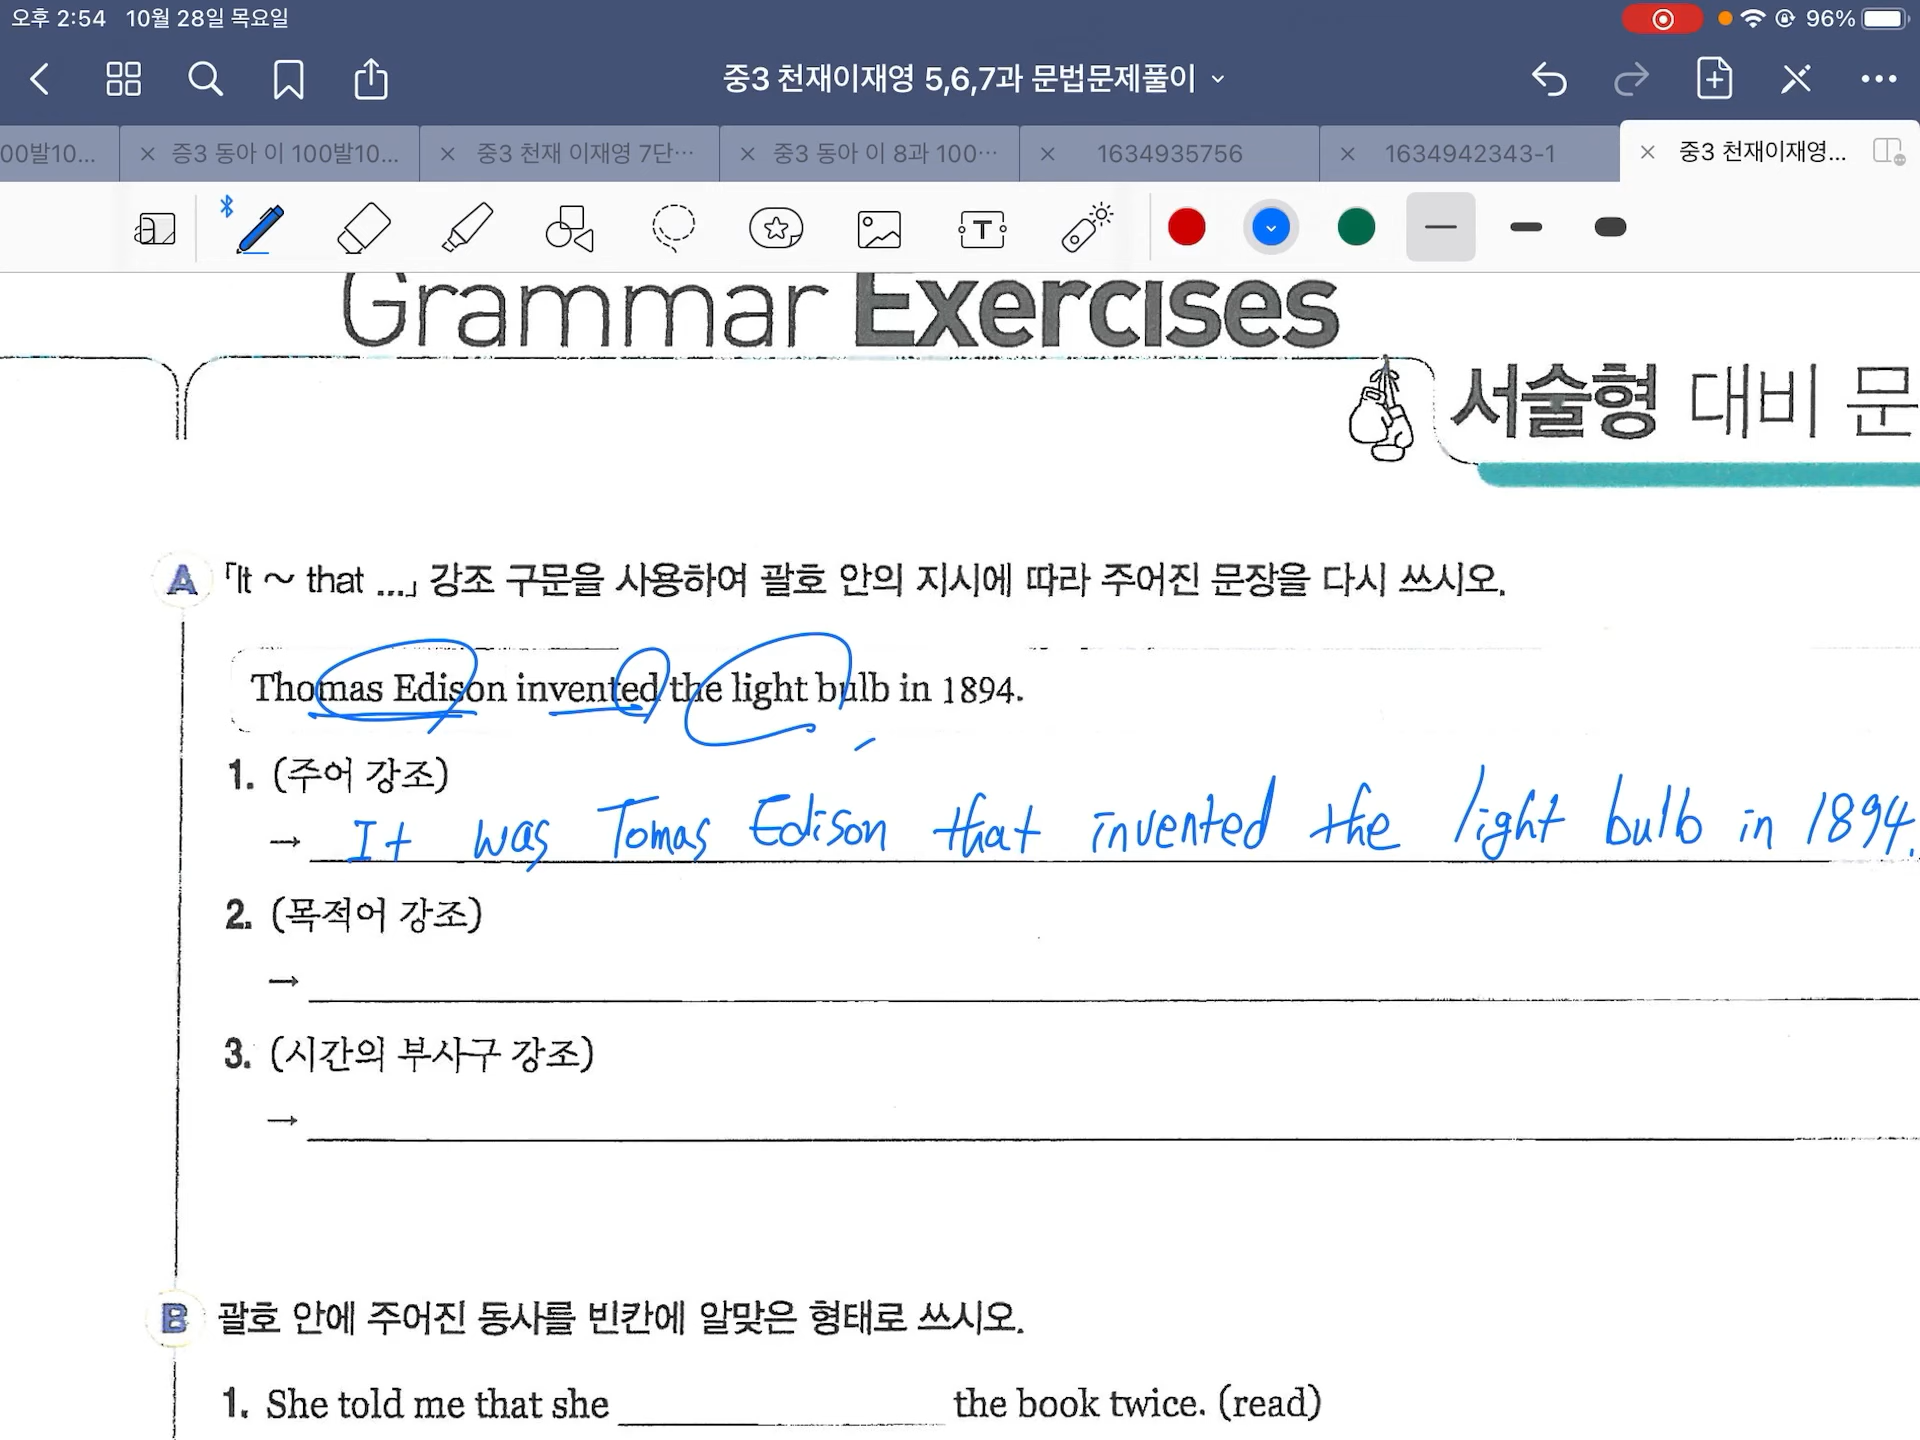 오후 2:54 10월 28일 목요일 96%
중3 천재이재영 5,6,7과 문법문제풀이
00발10... 중3 동아 이 100발10... 중3 천재 이재영 7단... 중3 동아 이 8과 100... 1634935756 1634942343-1 중3 천재이재영...
Grammar Exercises
서술형 대비 문
A 「It ~ that ...」 강조 구문을 사용하여 괄호 안의 지시에 따라 주어진 문장을 다시 쓰시오.
Thomas Edison invented the light bulb in 1894.
1. (주어 강조)
→ It was Tomas Edison that invented the light bulb in 1894.
2. (목적어 강조)
→
3. (시간의 부사구 강조)
→
B 괄호 안에 주어진 동사를 빈칸에 알맞은 형태로 쓰시오.
1. She told me that she ________ the book twice. (read)